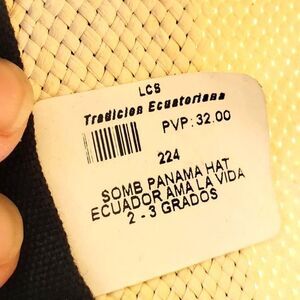 LCS
Tradicion Ecuatoriana
PVP: 32.00
224
SOMB PANAMA HAT
ECUADOR AMA LA VIDA
2 - 3 GRADOS